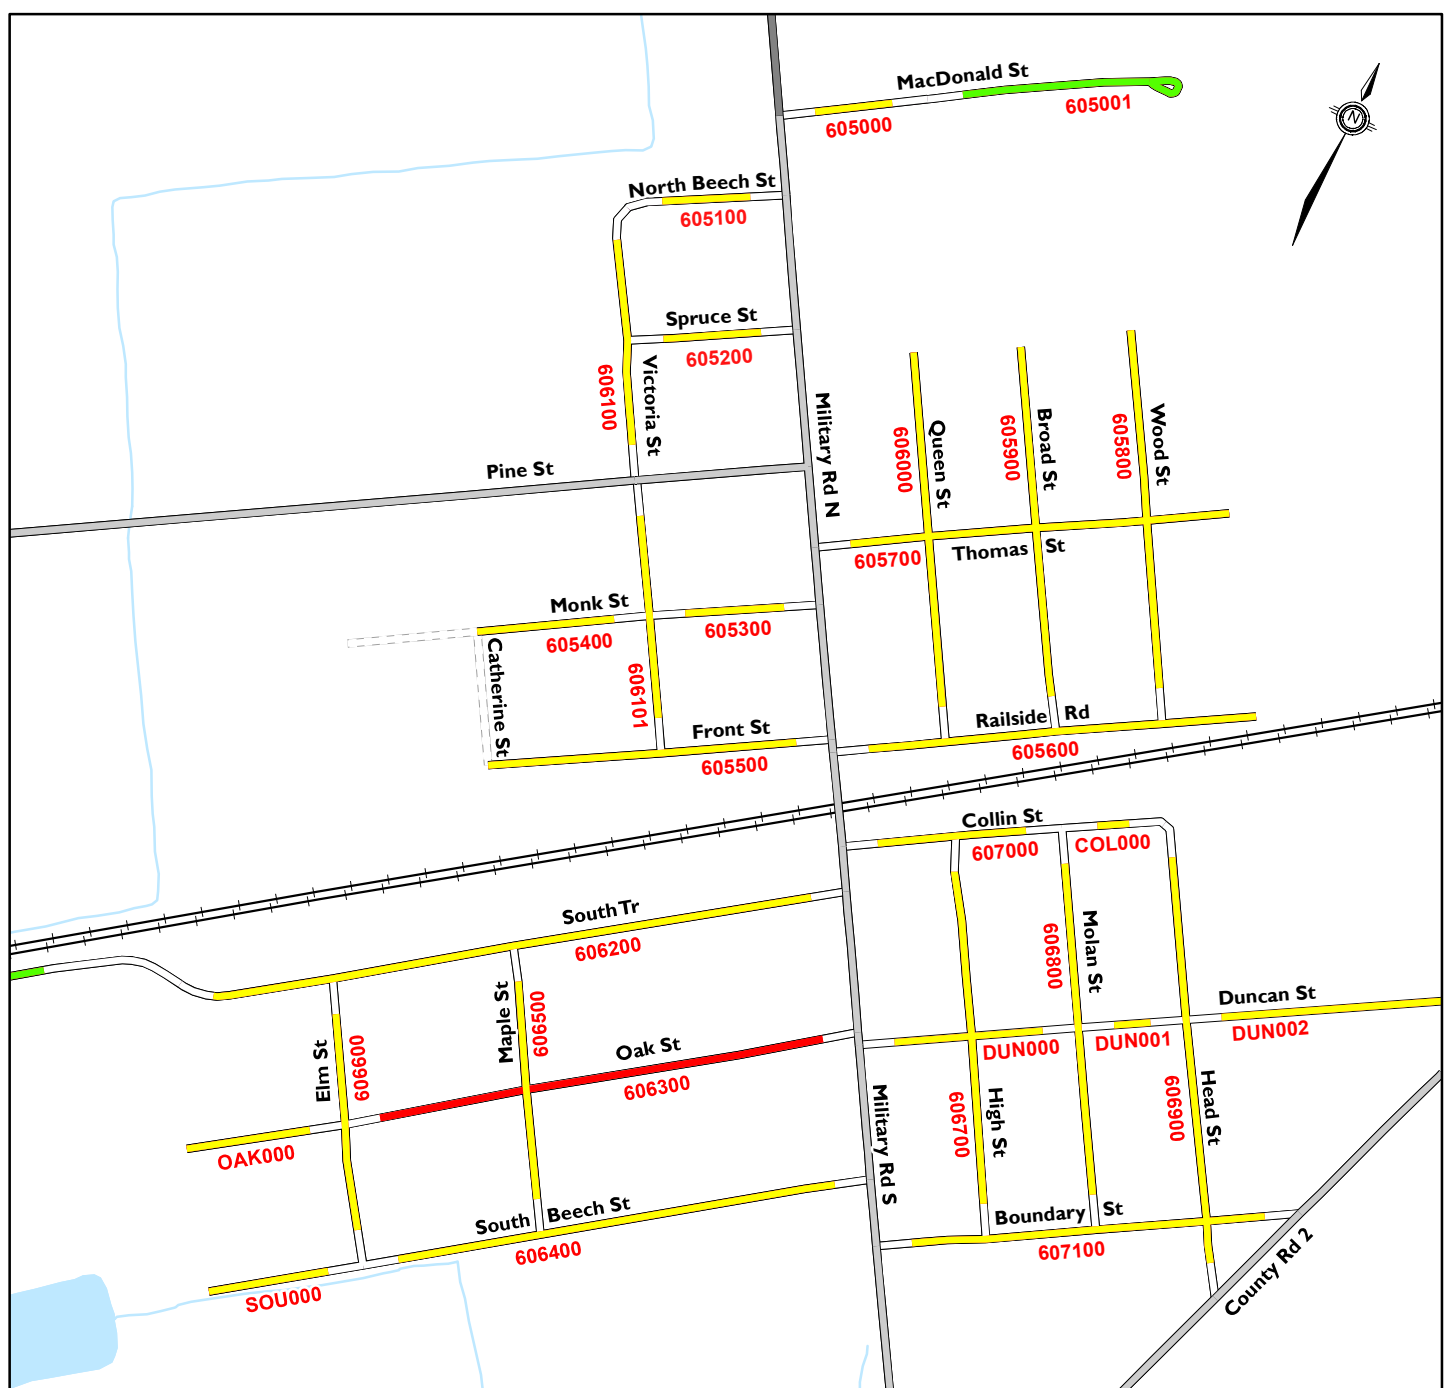 MacDonald St
605001
605000
N
North Beech St
605100
Spruce St
605200
606100
Victoria St
Military Rd N
606000
Queen St
605900
Broad St
605800
Wood St
Pine St
605700
Thomas St
Monk St
605400
605300
Catherine St
606101
Front St
605500
Railside Rd
605600
Collin St
607000
COL000
South Tr
606200
606800
Molan St
Maple St
606500
Duncan St
DUN002
DUN000
DUN001
Elm St
606600
Oak St
606300
OAK000
Military Rd S
606700
High St
606900
Head St
South Beech St
606400
Boundary St
607100
SOU000
County Rd 2